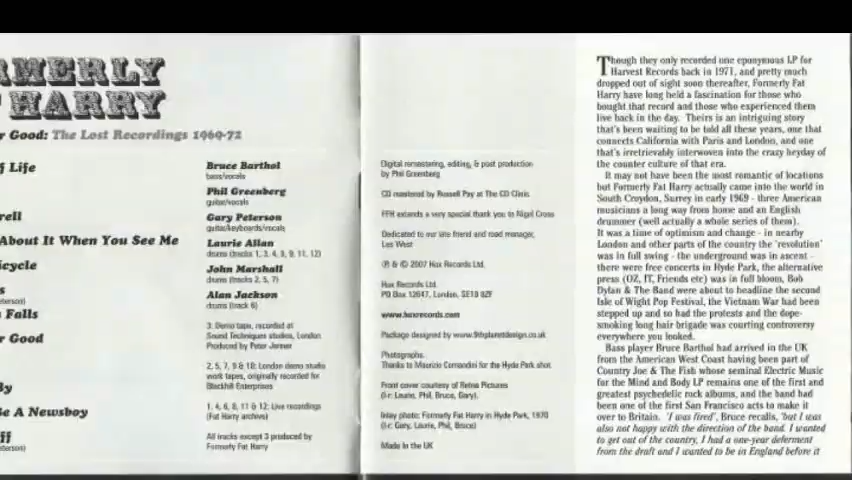 RMERLY
HARRY
r Good: The Lost Recordings 1969-72
f Life
rell
About It When You See Me
cycle
s
eterson)
Falls
r Good
By
e A Newsboy
ff
eterson)
Bruce Barthol
bass/vocals
Phil Greenberg
guitar/vocals
Gary Peterson
guitar/keyboards/vocals
Laurie Allan
drums (tracks 1, 3, 4, 8, 9, 11, 12)
John Marshall
drums (tracks 2, 5, 7)
Alan Jackson
drums (track 6)
3: Demo tape, recorded at
Sound Techniques studios, London
Produced by Peter Jenner
2, 5, 7, 9 & 10: London demo studio
work tapes, originally recorded for
Blackhill Enterprises
1, 4, 6, 8, 11 & 12: Live recordings
(Fat Harry archives)
All tracks except 3 produced by
Formerly Fat Harry
Digital remastering, editing, & post production
by Phil Greenberg
CD mastered by Russell Pay at The CD Clinic
FFH extends a very special thank you to Nigel Cross
Dedicated to our late friend and road manager,
Les West
℗ & © 2007 Hux Records Ltd.
Hux Records Ltd.
PO Box 12647, London, SE18 8ZF
www.huxrecords.com
Package designed by www.9thplanetdesign.co.uk
Photographs.
Thanks to Maurizio Comandini for the Hyde Park shot
Front cover courtesy of Retna Pictures
(l-r: Laurie, Phil, Bruce, Gary).
Inlay photo: Formerly Fat Harry in Hyde Park, 1970
(l-r: Gary, Laurie, Phil, Bruce)
Made in the UK
Though they only recorded one eponymous LP for
Harvest Records back in 1971, and pretty much
dropped out of sight soon thereafter, Formerly Fat
Harry have long held a fascination for those who
bought that record and those who experienced them
live back in the day. Theirs is an intriguing story
that's been waiting to be told all these years, one that
connects California with Paris and London, and one
that's irretrievably interwoven into the crazy heyday of
the counter culture of that era.
It may not have been the most romantic of locations
but Formerly Fat Harry actually came into the world in
South Croydon, Surrey in early 1969 - three American
musicians a long way from home and an English
drummer (well actually a whole series of them).
It was a time of optimism and change - in nearby
London and other parts of the country the 'revolution'
was in full swing - the underground was in ascent -
there were free concerts in Hyde Park, the alternative
press (OZ, IT, Friends etc) was in full bloom, Bob
Dylan & The Band were about to headline the second
Isle of Wight Pop Festival, the Vietnam War had been
stepped up and so had the protests and the dope-
smoking long hair brigade was courting controversy
everywhere you looked.
Bass player Bruce Barthol had arrived in the UK
from the American West Coast having been part of
Country Joe & The Fish whose seminal Electric Music
for the Mind and Body LP remains one of the first and
greatest psychedelic rock albums, and the band had
been one of the first San Francisco acts to make it
over to Britain. 'I was fired', Bruce recalls, 'but I was
also not happy with the direction of the band. I wanted
to get out of the country, I had a one-year deferment
from the draft and I wanted to be in England before it